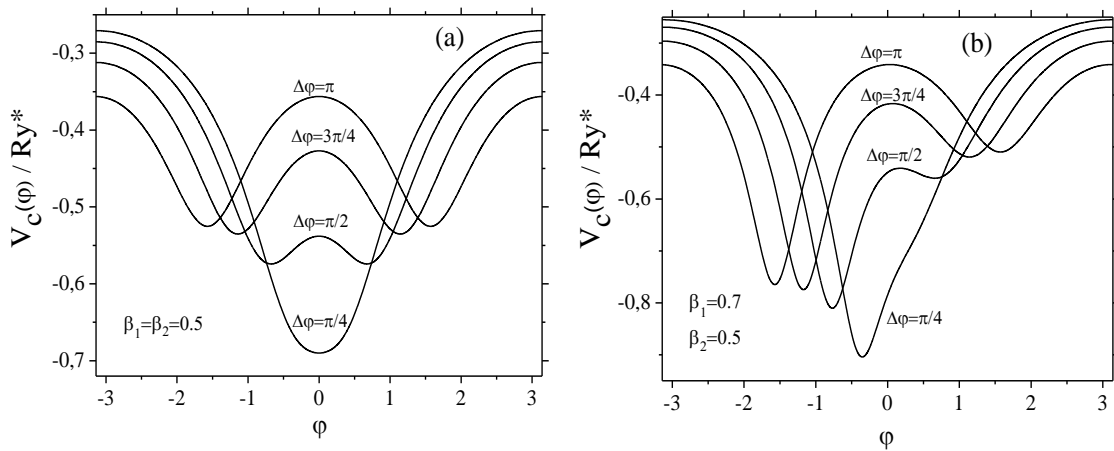 (a)
-0,3
-0,4
-0,5
-0,6
-0,7
V_C(φ) / Ry*
Δφ=π
Δφ=3π/4
Δφ=π/2
Δφ=π/4
β₁=β₂=0.5
-3 -2 -1 0 1 2 3
φ
(b)
-0,4
-0,6
-0,8
V_C(φ) / Ry*
Δφ=π
Δφ=3π/4
Δφ=π/2
Δφ=π/4
β₁=0.7
β₂=0.5
-3 -2 -1 0 1 2 3
φ